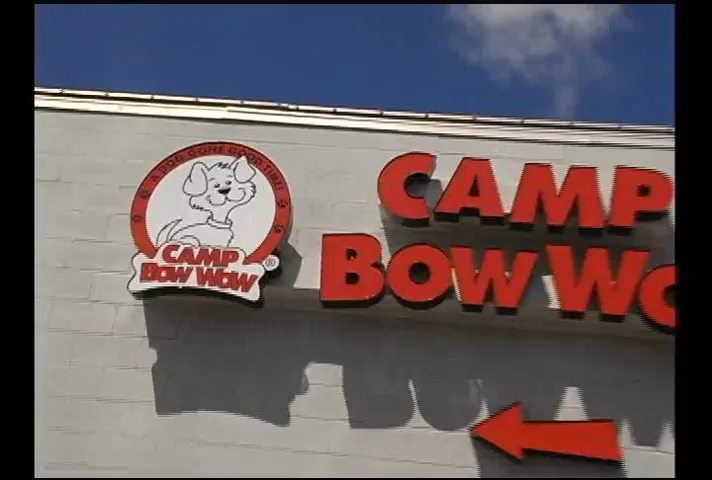 A DOG GONE GOOD TIME!
CAMP
BOW WOW
®
CAMP
BOW WO